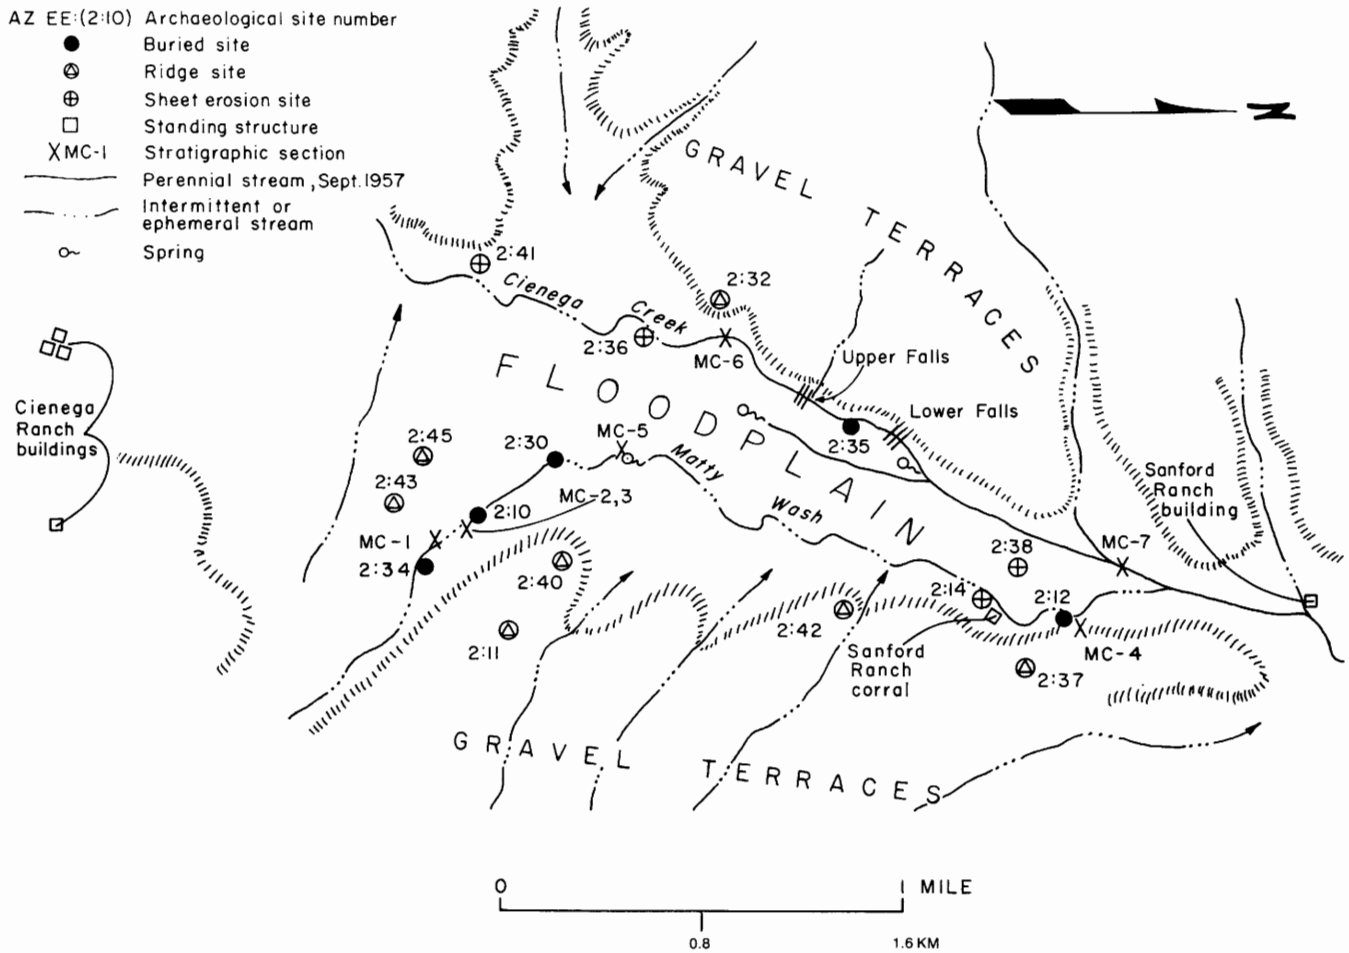 AZ EE:(2:10) Archaeological site number
Buried site
Ridge site
Sheet erosion site
Standing structure
XMC-1 Stratigraphic section
Perennial stream, Sept. 1957
Intermittent or
ephemeral stream
Spring
N
GRAVEL TERRACES
2:41
Cienega Creek
2:32
2:36
MC-6
Upper Falls
Lower Falls
2:35
FLOODPLAIN
Cienega
Ranch
buildings
2:45
2:43
2:30
MC-5
Matty Wash
MC-2,3
2:10
MC-1
2:34
2:40
2:11
2:42
Sanford
Ranch
building
MC-7
2:38
2:14
2:12
MC-4
2:37
Sanford
Ranch
corral
GRAVEL TERRACES
0 1 MILE
0.8 1.6 KM